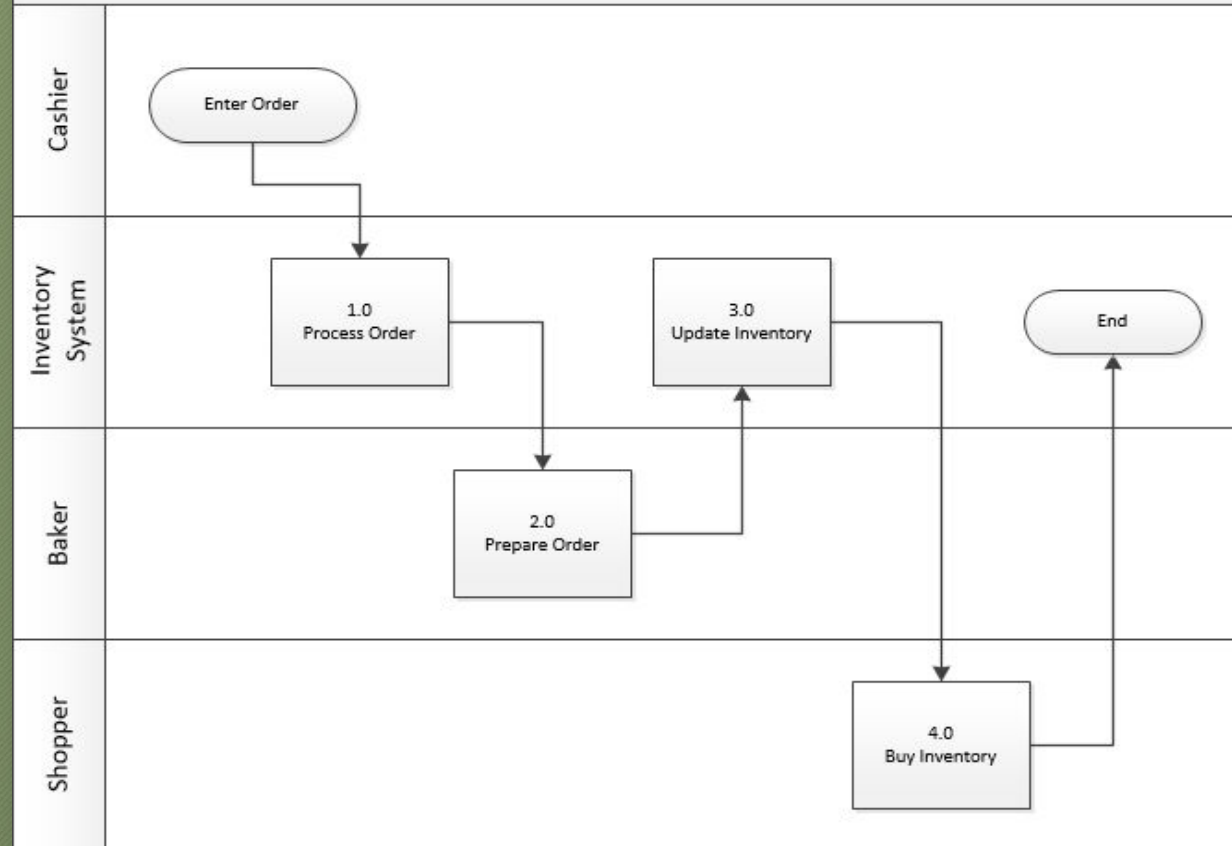 Cashier
Enter Order
Inventory
System
1.0
Process Order
3.0
Update Inventory
End
Baker
2.0
Prepare Order
Shopper
4.0
Buy Inventory